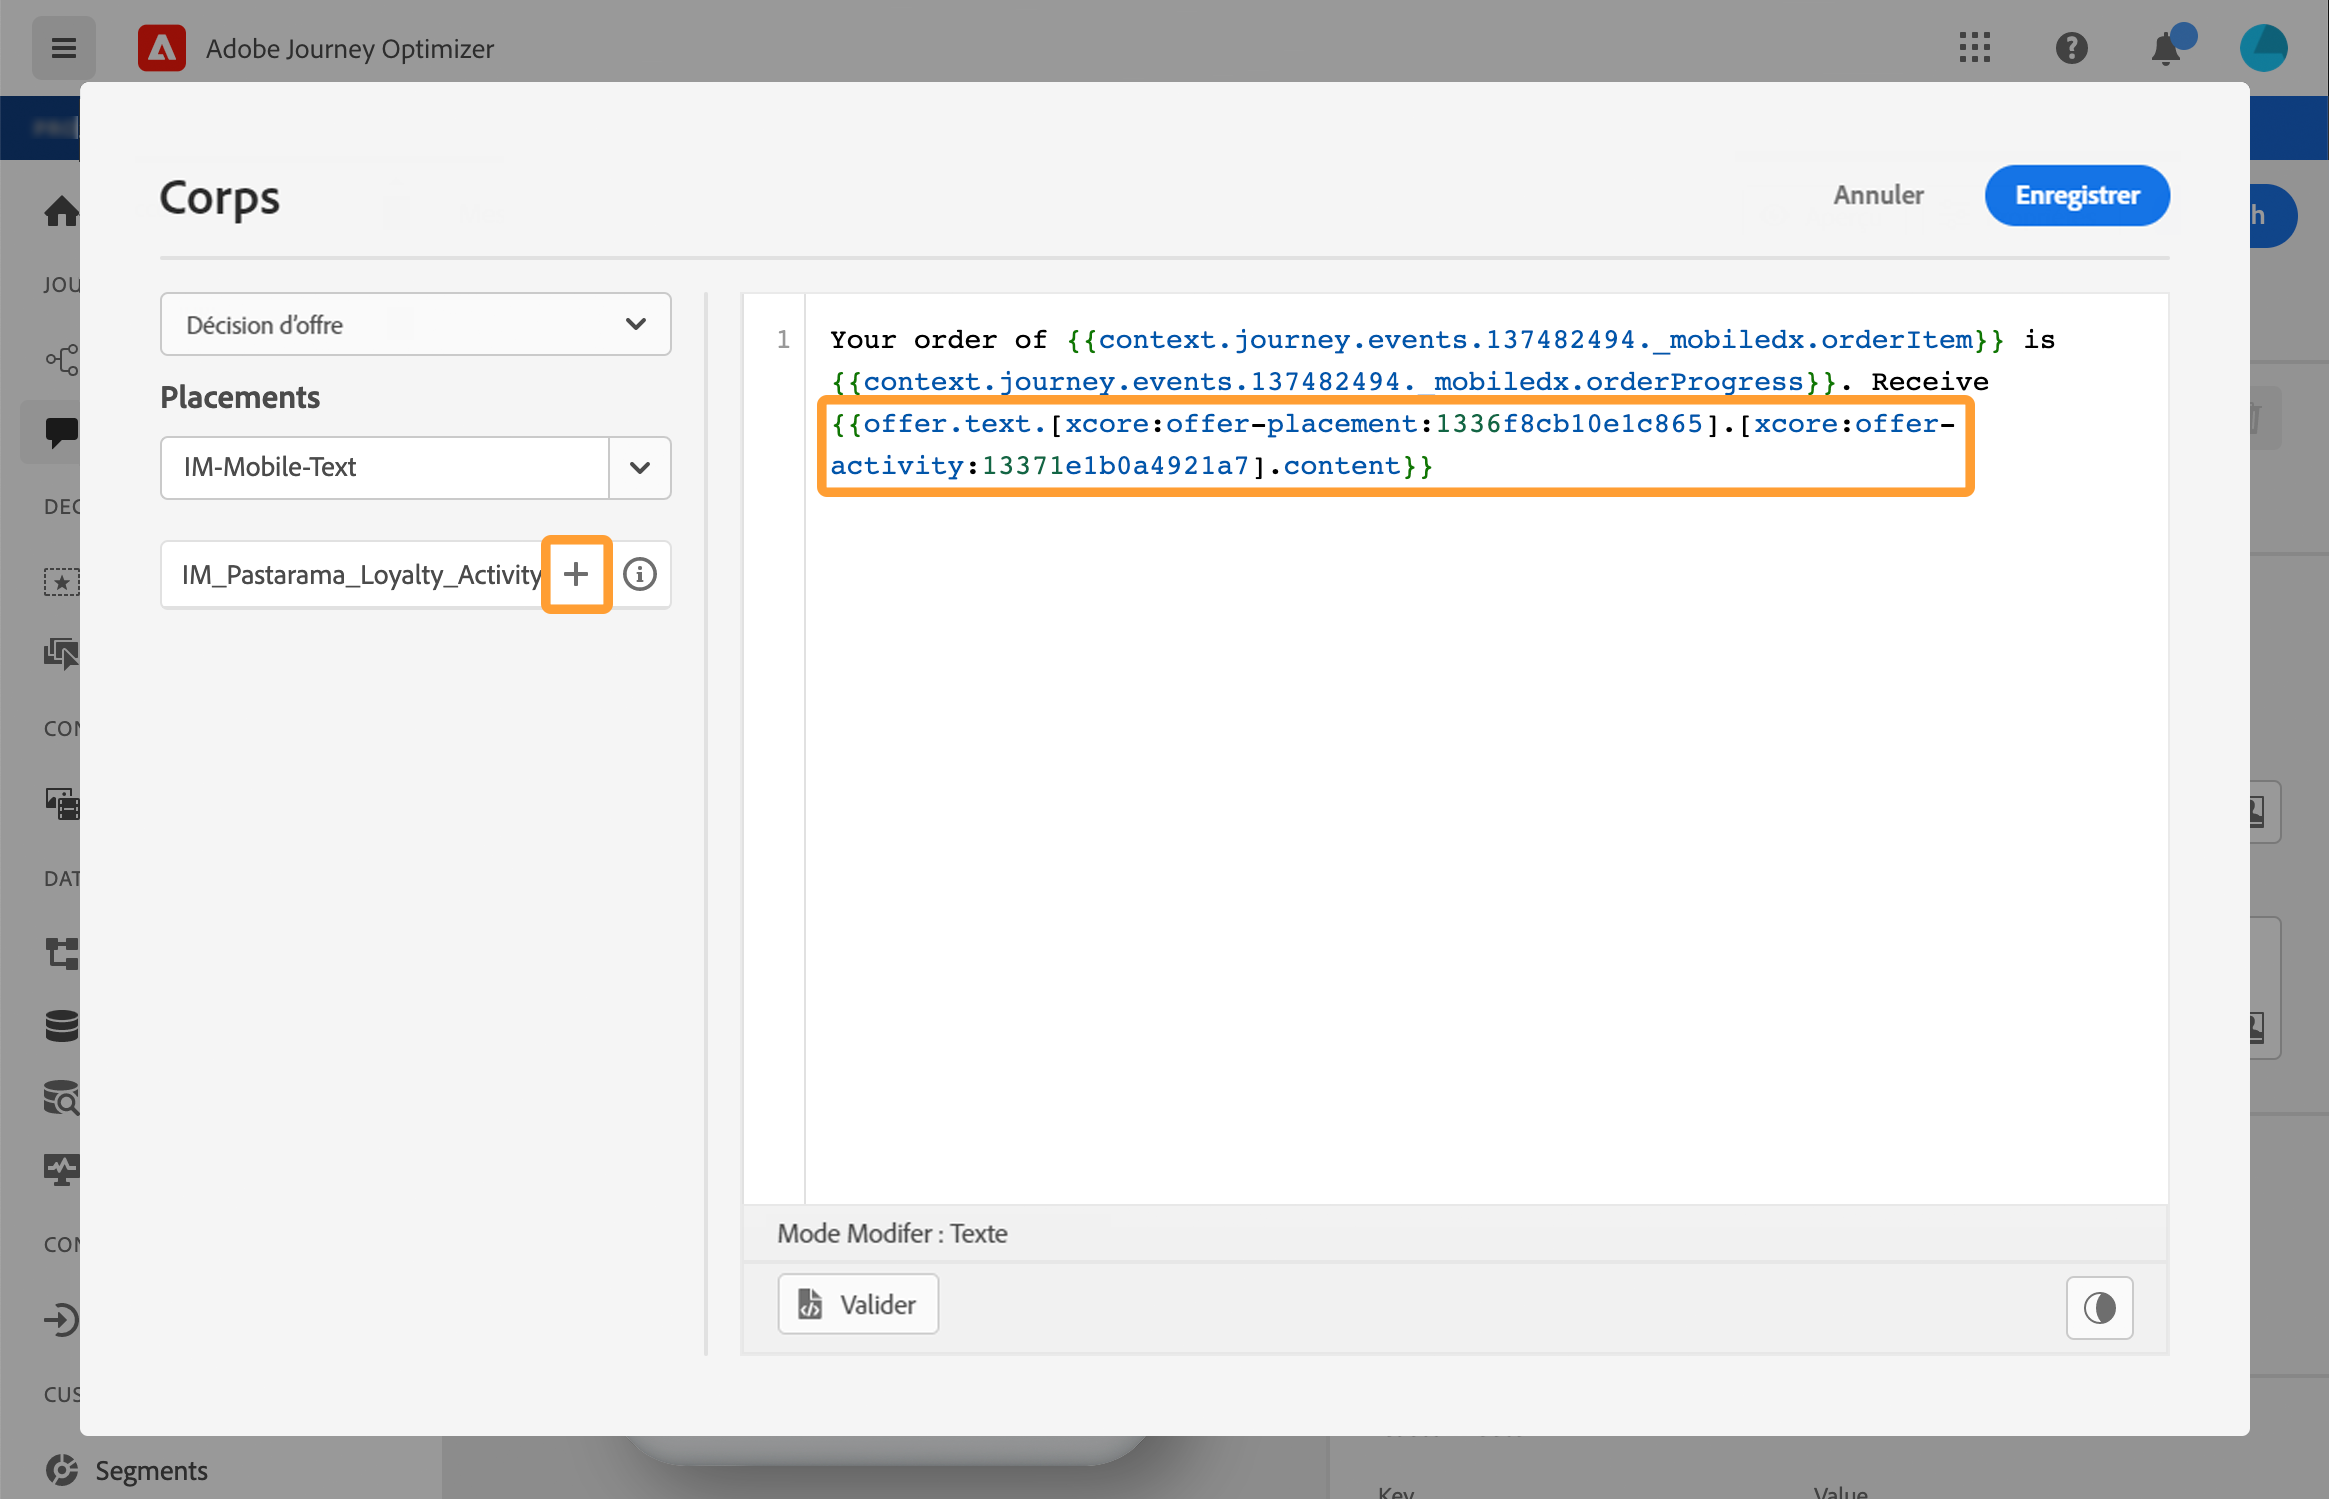 Adobe Journey Optimizer
Corps
Annuler
Enregistrer
h
JOU
Décision d'offre
Placements
IM-Mobile-Text
IM_Pastarama_Loyalty_Activity
1
Your order of {{context.journey.events.137482494._mobiledx.orderItem}} is
{{context.journey.events.137482494._mobiledx.orderProgress}}. Receive
{{offer.text.[xcore:offer-placement:1336f8cb10e1c865].[xcore:offer-
activity:13371e1b0a4921a7].content}}
DEC
CON
DAT
CON
CUS
Mode Modifer : Texte
Valider
Segments
Key
Value